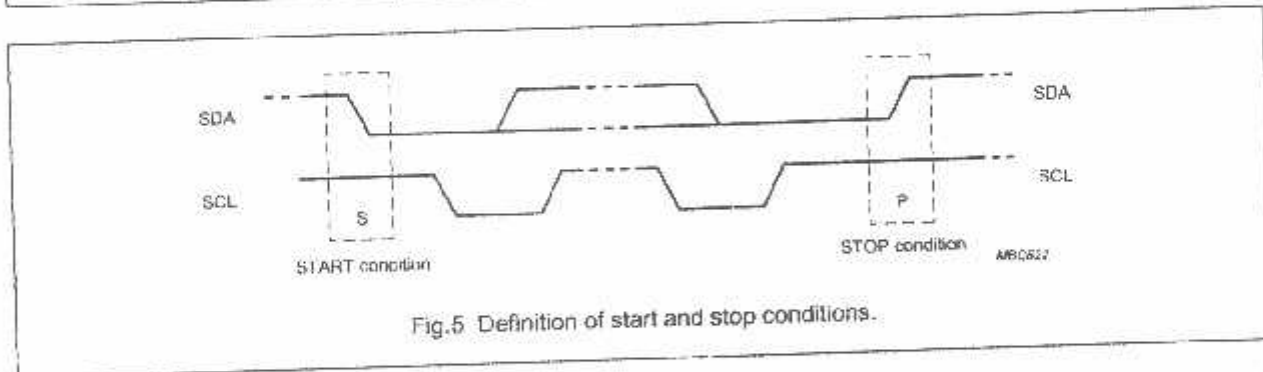 SDA
SDA
SCL
SCL
S
P
START condition
STOP condition
MBC622
Fig.5 Definition of start and stop conditions.